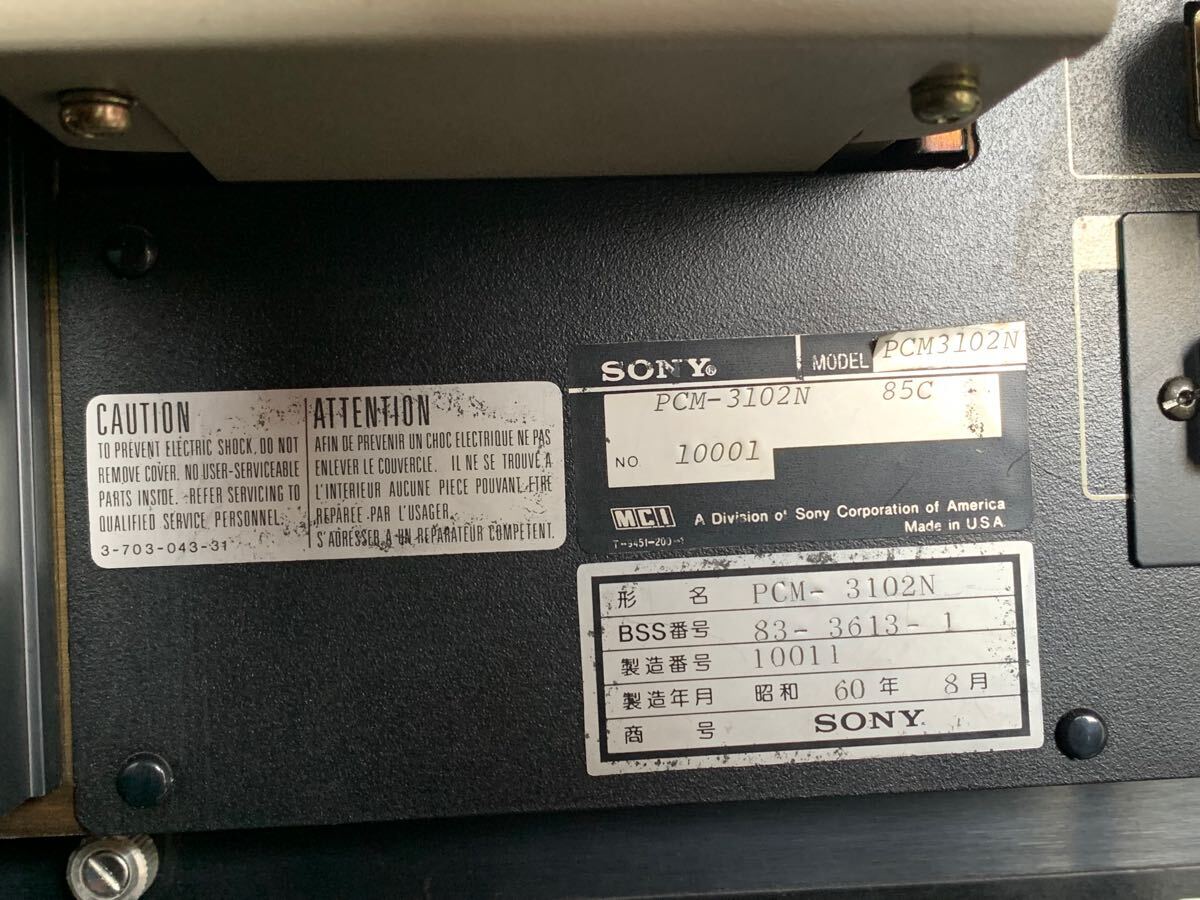 CAUTION
TO PREVENT ELECTRIC SHOCK, DO NOT
REMOVE COVER. NO USER-SERVICEABLE
PARTS INSIDE. REFER SERVICING TO
QUALIFIED SERVICE PERSONNEL.
3-703-043-31
ATTENTION
AFIN DE PREVENIR UN CHOC ELECTRIQUE NE PAS
ENLEVER LE COUVERCLE. IL NE SE TROUVE A
L'INTERIEUR AUCUNE PIECE POUVANT ETRE
REPAREE PAR L'USAGER.
S'ADRESSER A UN REPARATEUR COMPETENT.
SONY® MODEL PCM3102N
PCM-3102N 85C
NO 10001
MCI A Division of Sony Corporation of America
Made in U.S.A.
形名 PCM- 3102N
BSS番号 83- 3613- 1
製造番号 10011
製造年月 昭和 60 年 8 月
商号 SONY